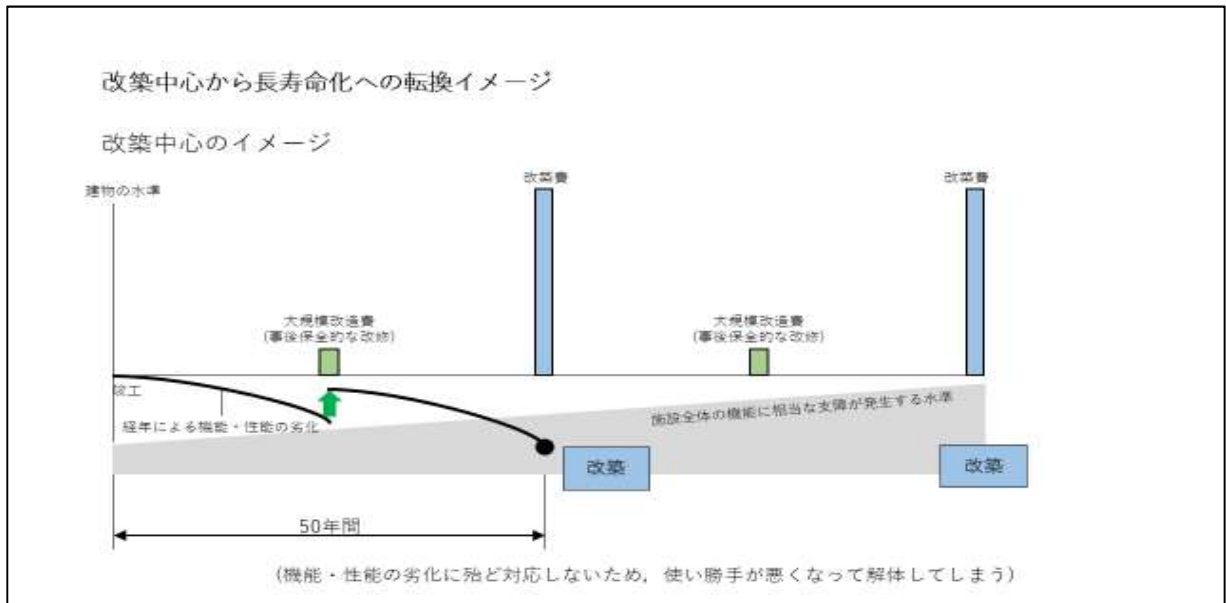 改築中心から長寿命化への転換イメージ
改築中心のイメージ
建物の水準
改築費
改築費
大規模改造費
(事後保全的な改修)
大規模改造費
(事後保全的な改修)
竣工
経年による機能・性能の劣化
施設全体の機能に相当な支障が発生する水準
改築
改築
50年間
(機能・性能の劣化に殆ど対応しないため，使い勝手が悪くなって解体してしまう)